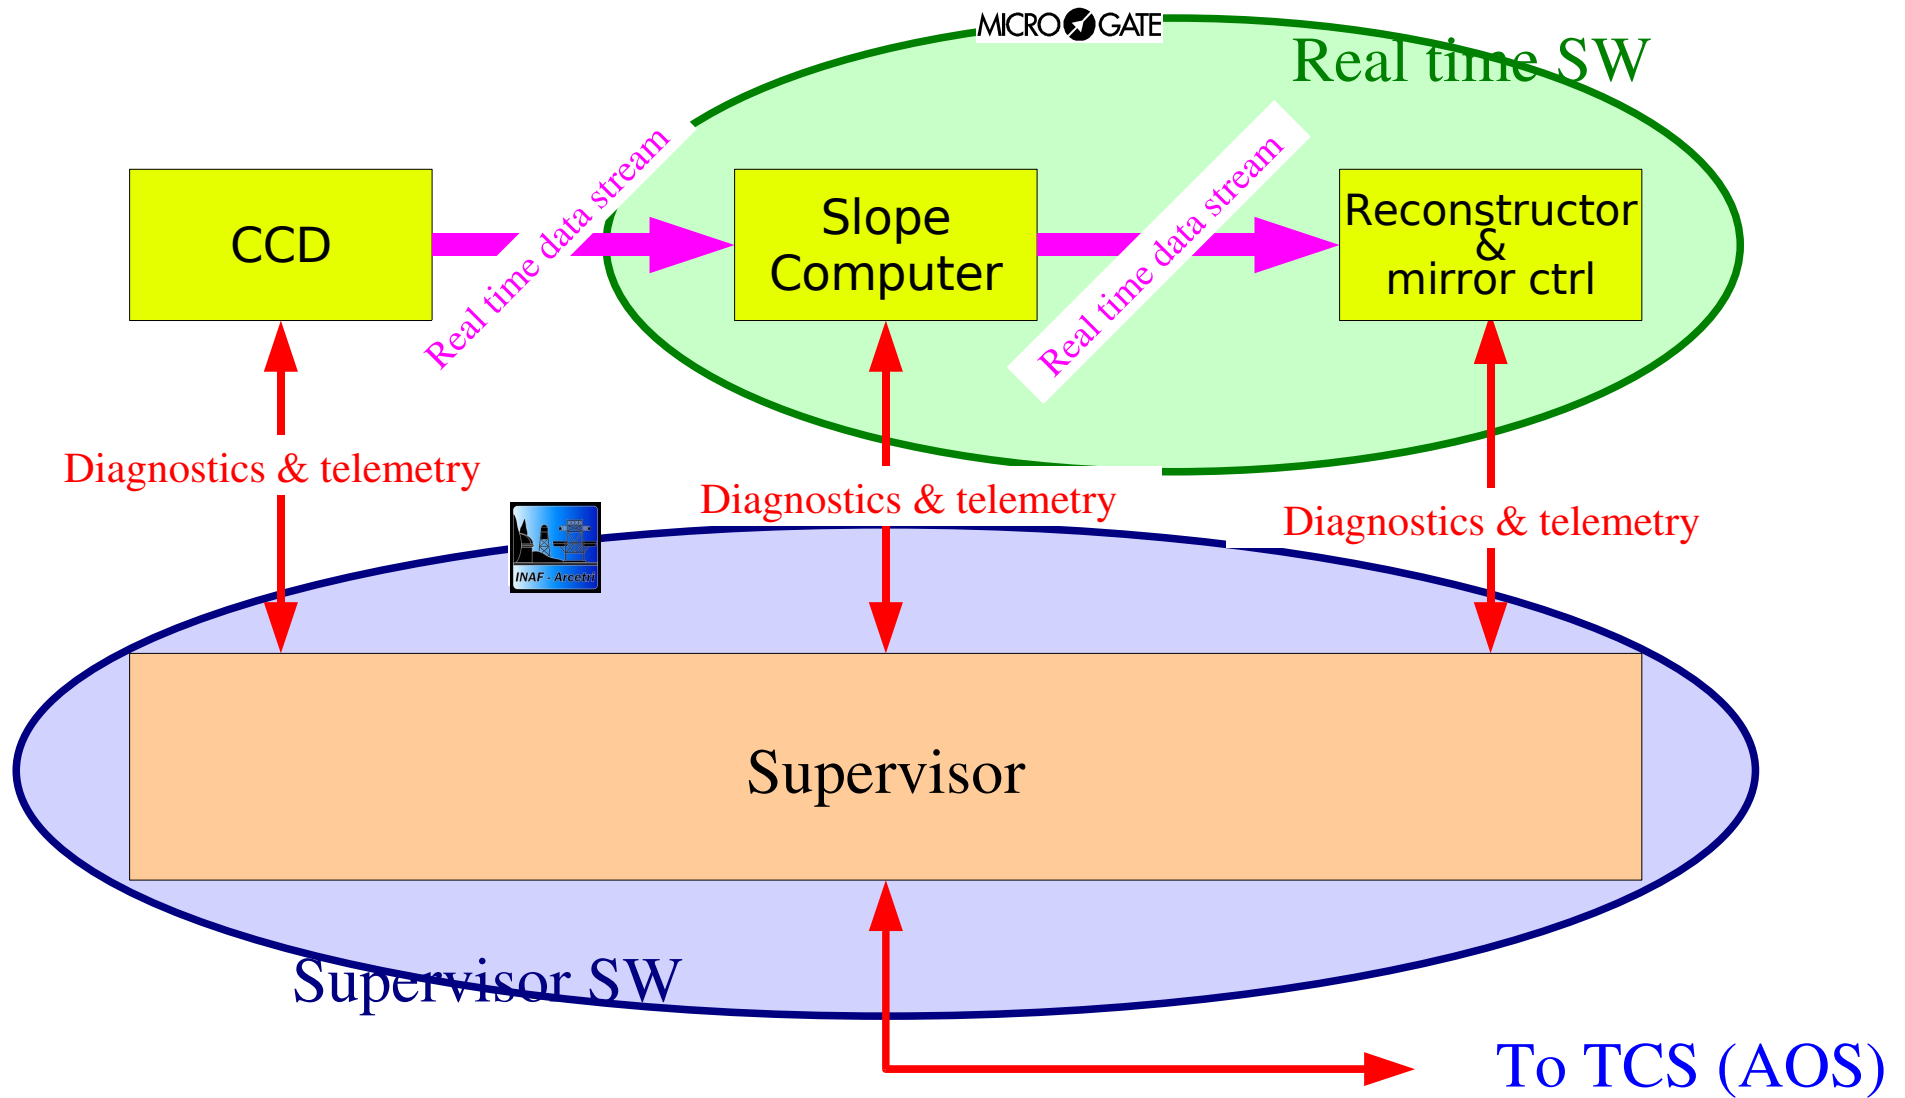 MICRO GATE
Real time SW
Real time data stream
Real time data stream
CCD
Slope
Computer
Reconstructor
&
mirror ctrl
Diagnostics & telemetry
Diagnostics & telemetry
Diagnostics & telemetry
INAF - Arcetri
Supervisor
Supervisor SW
To TCS (AOS)